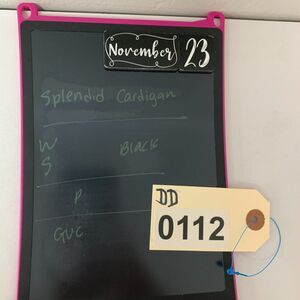 November 23
Splendid Cardigan
W Black
S
P
GUC
DD
0112